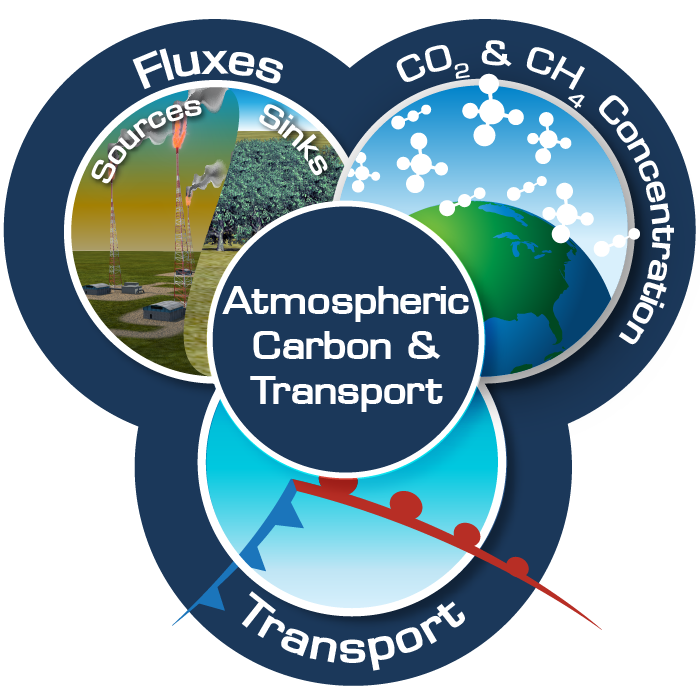 Fluxes
Sources
Sinks
CO₂ & CH₄ Concentration
Atmospheric
Carbon &
Transport
Transport